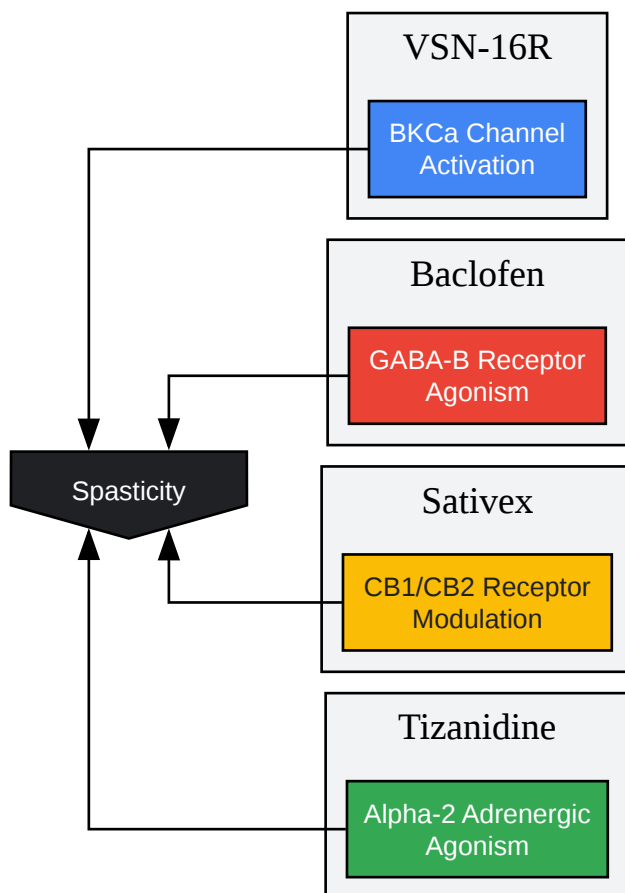 VSN-16R
BKCa Channel
Activation
Baclofen
GABA-B Receptor
Agonism
Spasticity
Sativex
CB1/CB2 Receptor
Modulation
Tizanidine
Alpha-2 Adrenergic
Agonism